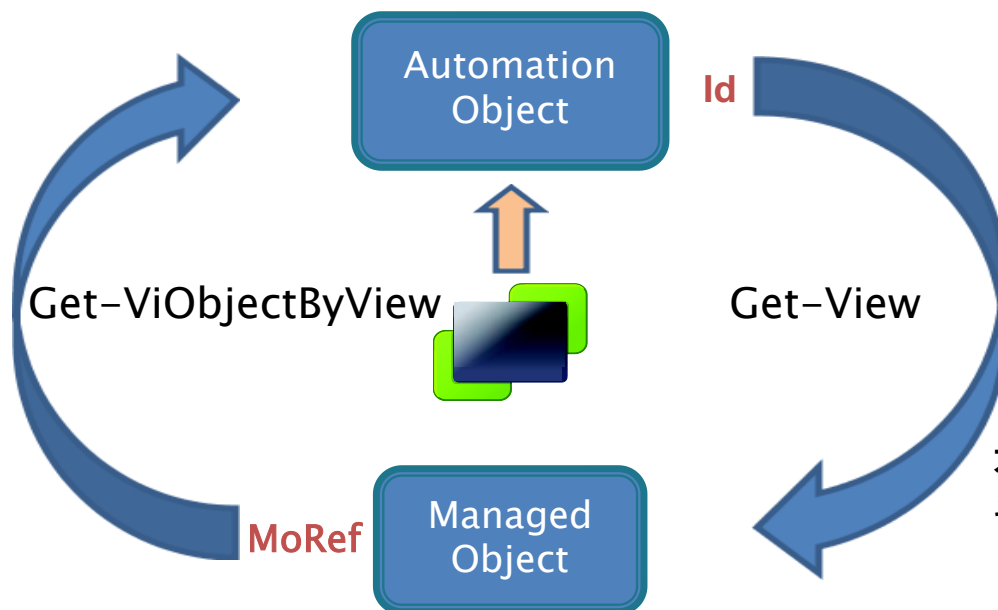 Automation
Object
Id
Get-ViObjectByView
Get-View
MoRef
Managed
Object